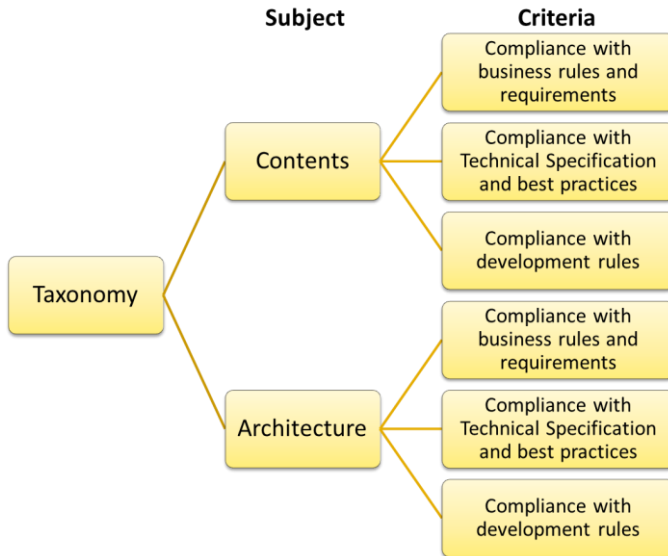 Subject
Criteria
Compliance with
business rules and
requirements
Contents
Compliance with
Technical Specification
and best practices
Compliance with
development rules
Taxonomy
Compliance with
business rules and
requirements
Architecture
Compliance with
Technical Specification
and best practices
Compliance with
development rules